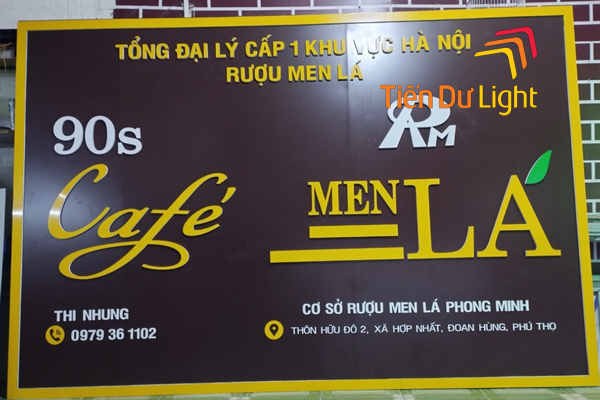 TỔNG ĐẠI LÝ CẤP 1 KHU VỰC HÀ NỘI
RƯỢU MEN LÁ
Tiến Dư Light
90s
Café
RM
MEN LÁ
THI NHUNG
0979 36 1102
CƠ SỞ RƯỢU MEN LÁ PHONG MINH
THÔN HỮU ĐÔ 2, XÃ HỢP NHẤT, ĐOAN HÙNG, PHÚ THỌ